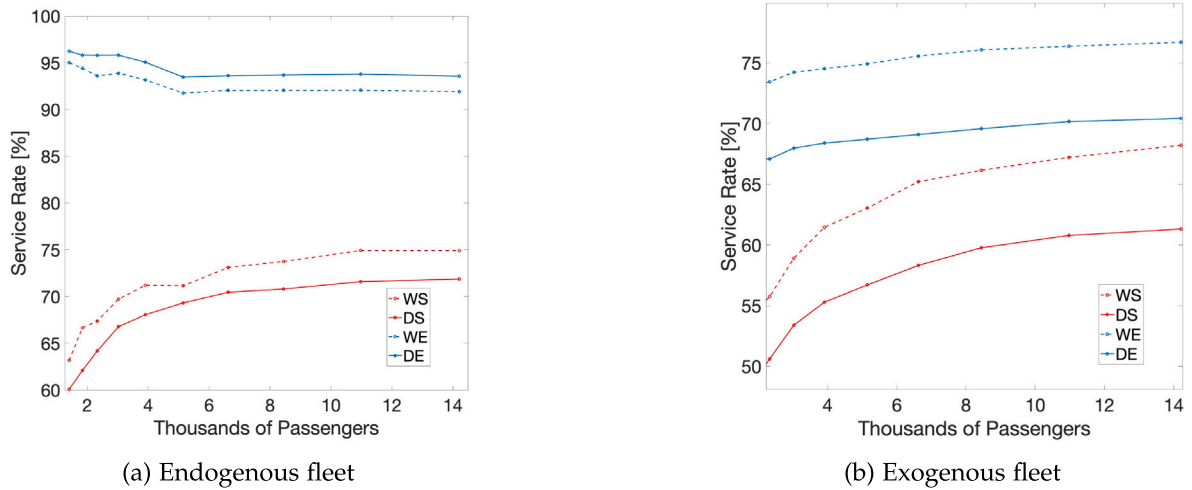 100
95
90
85
80
75
70
65
60
Service Rate [%]
WS
DS
WE
DE
2 4 6 8 10 12 14
Thousands of Passengers
(a) Endogenous fleet
75
70
65
60
55
50
Service Rate [%]
WS
DS
WE
DE
4 6 8 10 12 14
Thousands of Passengers
(b) Exogenous fleet